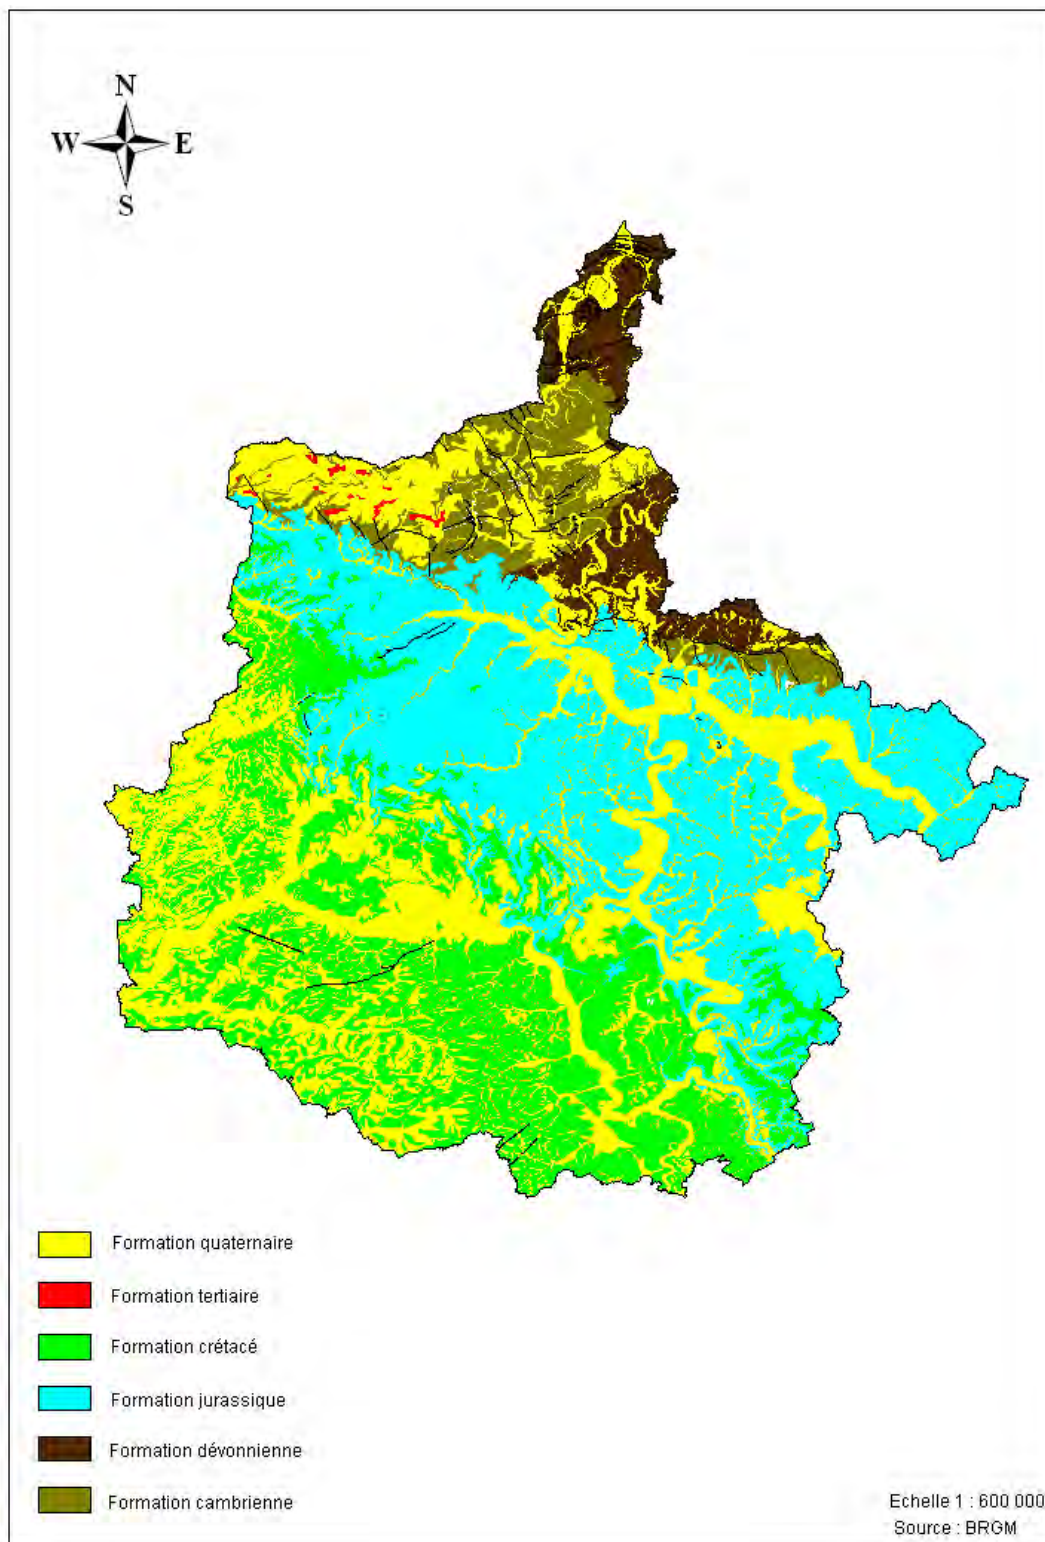 N
W E
S
Formation quaternaire
Formation tertiaire
Formation crétacé
Formation jurassique
Formation dévonnienne
Formation cambrienne
Echelle 1 : 600 000
Source : BRGM